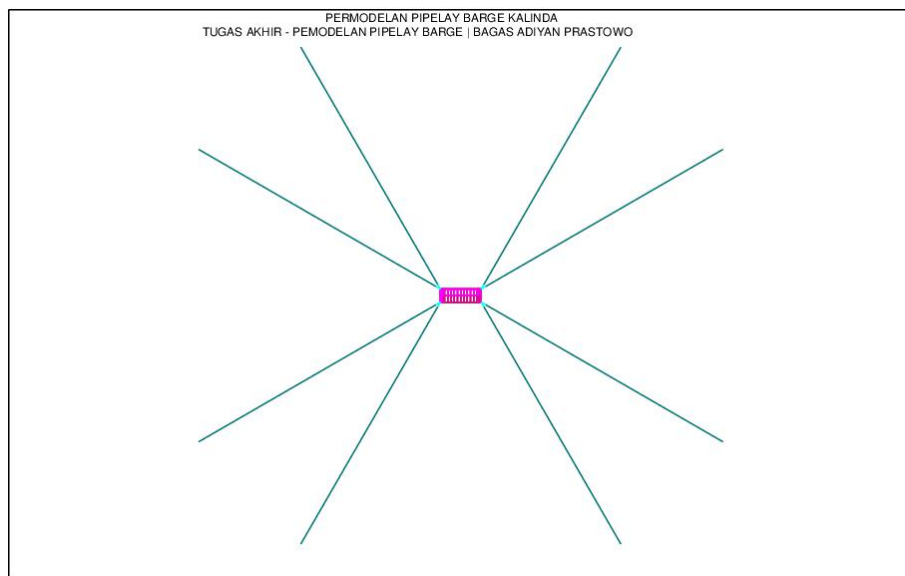 PERMODELAN PIPELAY BARGE KALINDA
TUGAS AKHIR - PEMODELAN PIPELAY BARGE | BAGAS ADIYAN PRASTOWO